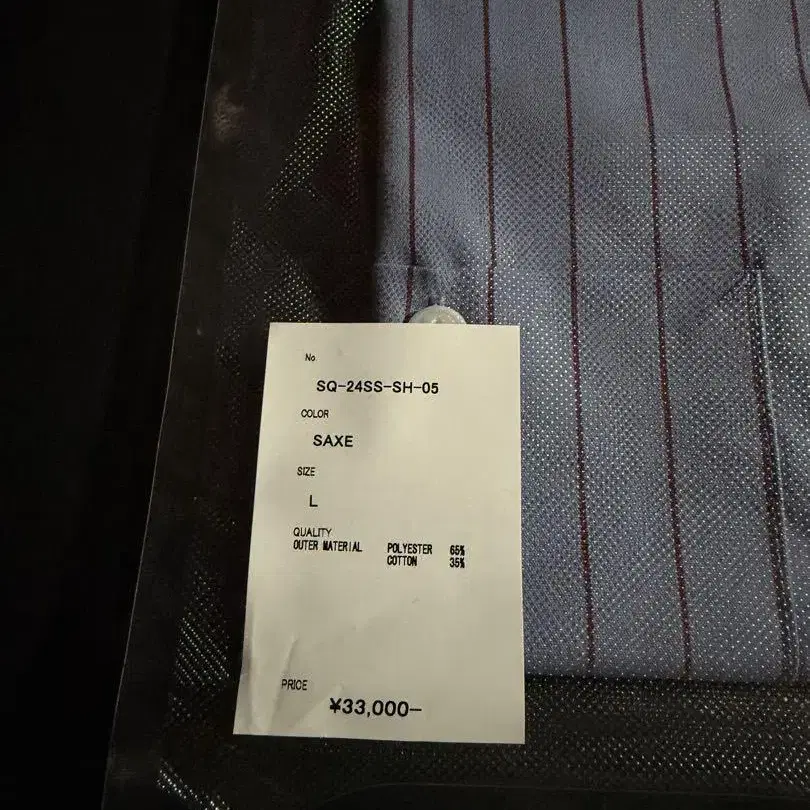 No.
SQ-24SS-SH-05
COLOR
SAXE
SIZE
L
QUALITY
OUTER MATERIAL POLYESTER 65%
COTTON 35%
PRICE
¥33,000-